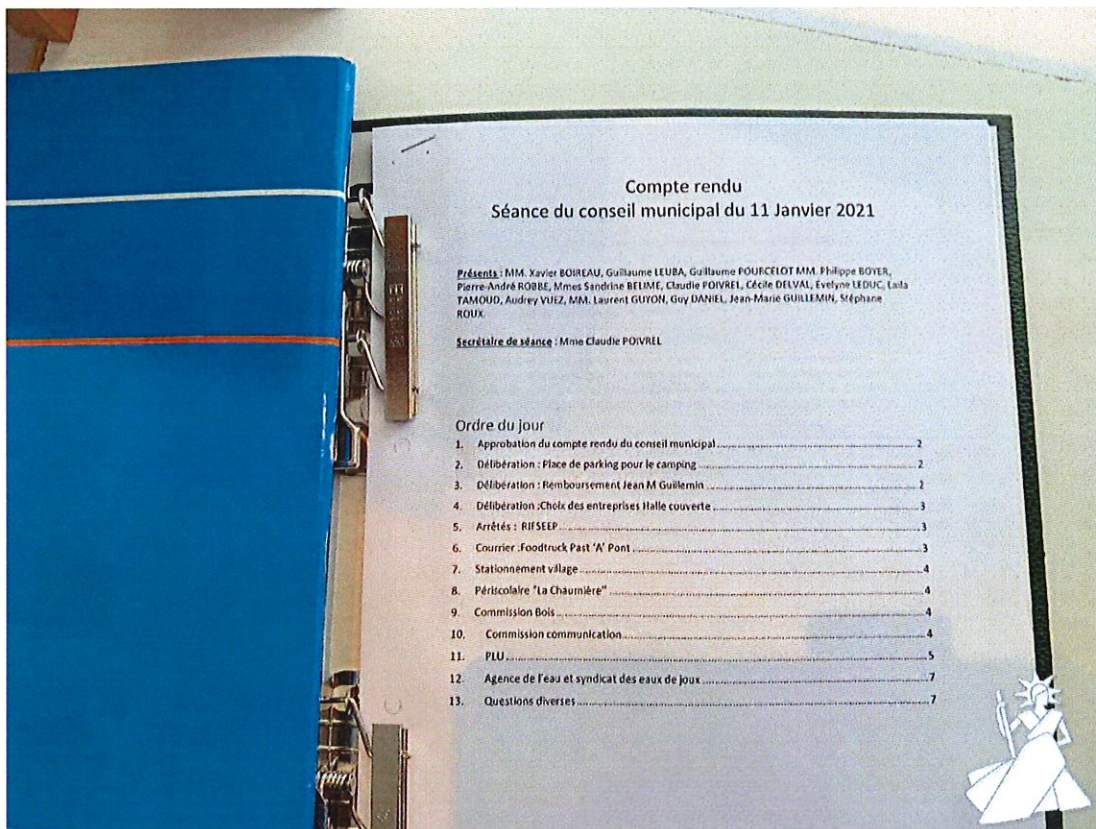 Compte rendu
Séance du conseil municipal du 11 Janvier 2021
Présents : MM. Xavier BOIREAU, Guillaume LEUBA, Guillaume POURCELOT MM. Philippe BOYER,
Pierre-André ROBBE, Mmes Sandrine BELIME, Claudie POIVREL, Cécile DELVAL, Evelyne LEDUC, Laila
TAMOUD, Audrey VUEZ, MM. Laurent GUYON, Guy DANIEL, Jean-Marie GUILLEMIN, Stéphane
ROUX.
Secrétaire de séance : Mme Claudie POIVREL
Ordre du jour
1. Approbation du compte rendu du conseil municipal 2
2. Délibération : Place de parking pour le camping 2
3. Délibération : Remboursement Jean M Guillemin 2
4. Délibération :Choix des entreprises Halle couverte 3
5. Arrêtés : RIFSEEP 3
6. Courrier :Foodtruck Past 'A' Pont 3
7. Stationnement village 4
8. Périscolaire "La Chaumière" 4
9. Commission Bois 4
10. Commission communication 4
11. PLU 5
12. Agence de l'eau et syndicat des eaux de joux 7
13. Questions diverses 7